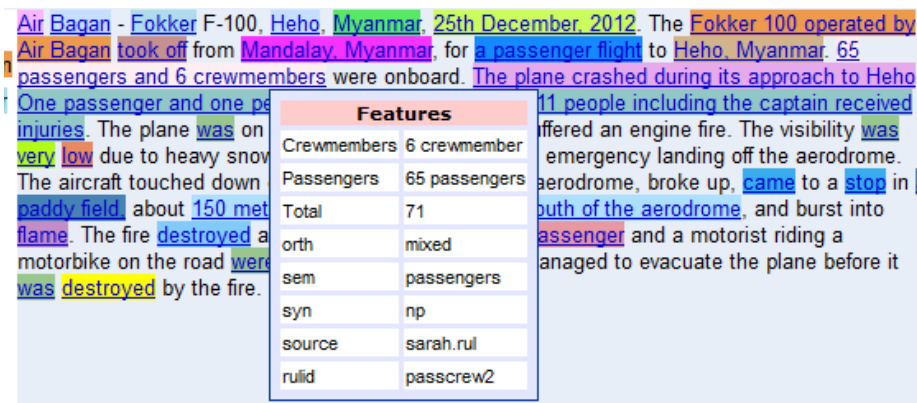 Air Bagan - Fokker F-100, Heho, Myanmar, 25th December, 2012. The Fokker 100 operated by
Air Bagan took off from Mandalay, Myanmar, for a passenger flight to Heho, Myanmar. 65
passengers and 6 crewmembers were onboard. The plane crashed during its approach to Heho
One passenger and one pe 11 people including the captain received
injuries. The plane was on ffered an engine fire. The visibility was
very low due to heavy snow emergency landing off the aerodrome.
The aircraft touched down aerodrome, broke up, came to a stop in
paddy field, about 150 met outh of the aerodrome, and burst into
flame. The fire destroyed a assenger and a motorist riding a
motorbike on the road were anaged to evacuate the plane before it
was destroyed by the fire.
Features
Crewmembers 6 crewmember
Passengers 65 passengers
Total 71
orth mixed
sem passengers
syn np
source sarah.rul
rulid passcrew2